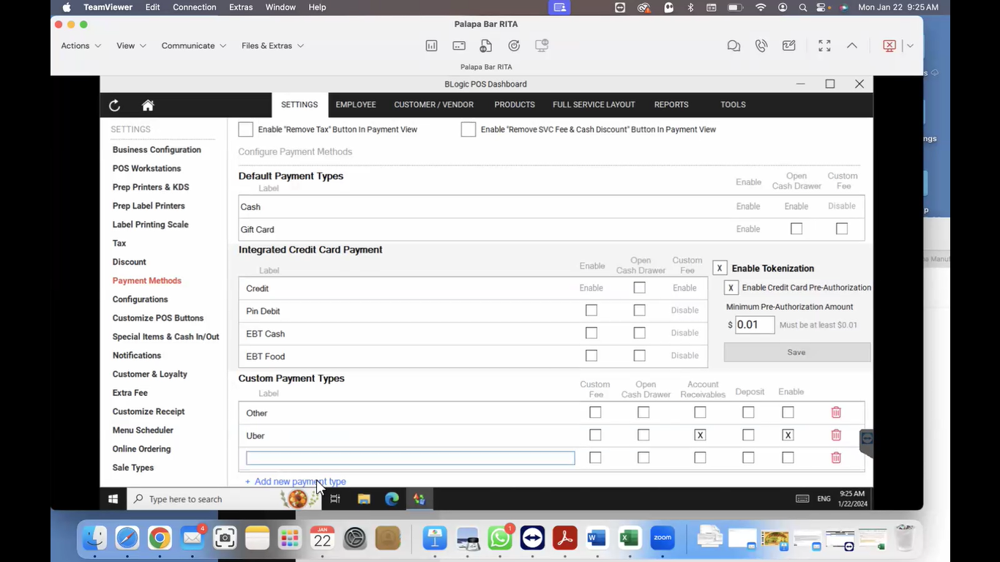 TeamViewer Edit Connection Extras Window Help Mon Jan 22 9:25 AM
Palapa Bar RITA
Actions View Communicate Files & Extras
Palapa Bar RITA
BLogic POS Dashboard
SETTINGS EMPLOYEE CUSTOMER / VENDOR PRODUCTS FULL SERVICE LAYOUT REPORTS TOOLS
SETTINGS
Business Configuration
POS Workstations
Prep Printers & KDS
Prep Label Printers
Label Printing Scale
Tax
Discount
Payment Methods
Configurations
Customize POS Buttons
Special Items & Cash In/Out
Notifications
Customer & Loyalty
Extra Fee
Customize Receipt
Menu Scheduler
Online Ordering
Sale Types
Enable "Remove Tax" Button In Payment View Enable "Remove SVC Fee & Cash Discount" Button In Payment View
Configure Payment Methods
Default Payment Types
Label Enable Open Cash Drawer Custom Fee
Cash Enable Enable Disable
Gift Card Enable
Integrated Credit Card Payment
Label Enable Open Cash Drawer Custom Fee
Credit Enable Enable
Pin Debit Disable
EBT Cash Disable
EBT Food Disable
X Enable Tokenization
X Enable Credit Card Pre-Authorization
Minimum Pre-Authorization Amount
$ 0.01 Must be at least $0.01
Save
Custom Payment Types
Label Custom Fee Open Cash Drawer Account Receivables Deposit Enable
Other
Uber X X
+ Add new payment type
Type here to search
ENG
9:25 AM
1/22/2024
4
JAN
22
1
zoom